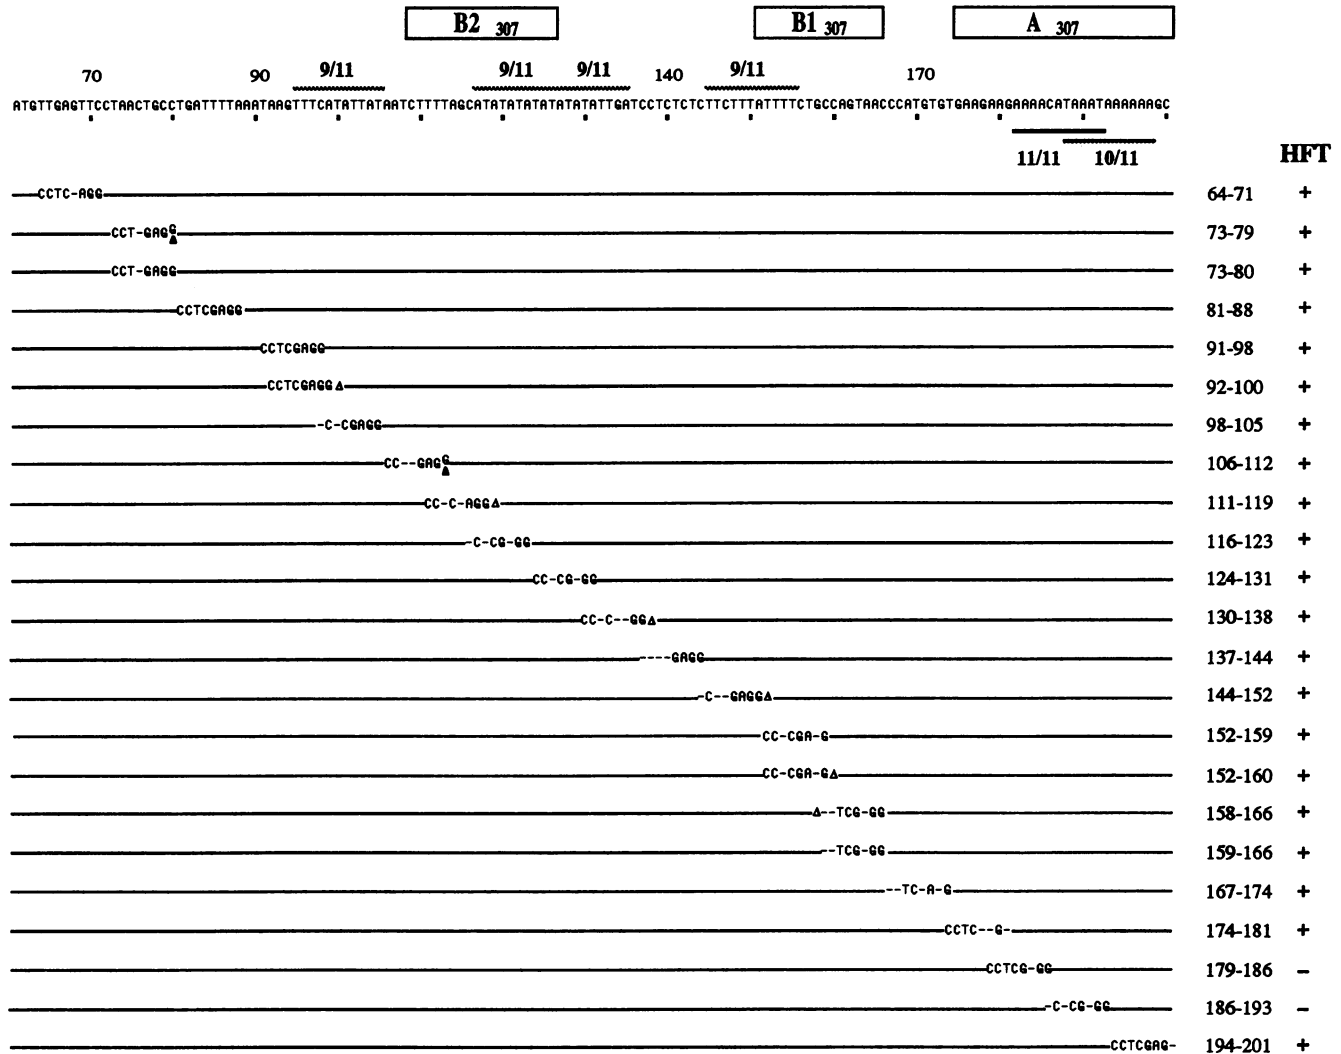 B2 307 B1 307 A 307
70 90 9/11 9/11 9/11 140 9/11 170
ATGTTGAGTTCCTAACTGCCTGATTTTAAATAAGTTTCATATTATAATCTTTTAGCATATATATATATATATTGATCCTCTCTCTTCTTTATTTTCTGCCAGTAACCCATGTGTGAAGAAGAAAACATAAATAAAAAAGC
11/11 10/11 HFT
CCTC-AGG 64-71 +
CCT-GAGG▲ 73-79 +
CCT-GAGG 73-80 +
CCTCGAGG 81-88 +
CCTCGAGG 91-98 +
CCTCGAGGΔ 92-100 +
-C-CGAGG 98-105 +
CC--GAGG▲ 106-112 +
CC-C-AGGΔ 111-119 +
-C-CG-GG 116-123 +
CC-CG-GG 124-131 +
CC-C--GGΔ 130-138 +
----GAGG 137-144 +
-C--GAGGΔ 144-152 +
CC-CGA-G 152-159 +
CC-CGA-GΔ 152-160 +
Δ--TCG-GG 158-166 +
--TCG-GG 159-166 +
--TC-A-G 167-174 +
CCTC--G- 174-181 +
CCTCG-GG 179-186 –
-C-CG-GG 186-193 –
CCTCGAG- 194-201 +